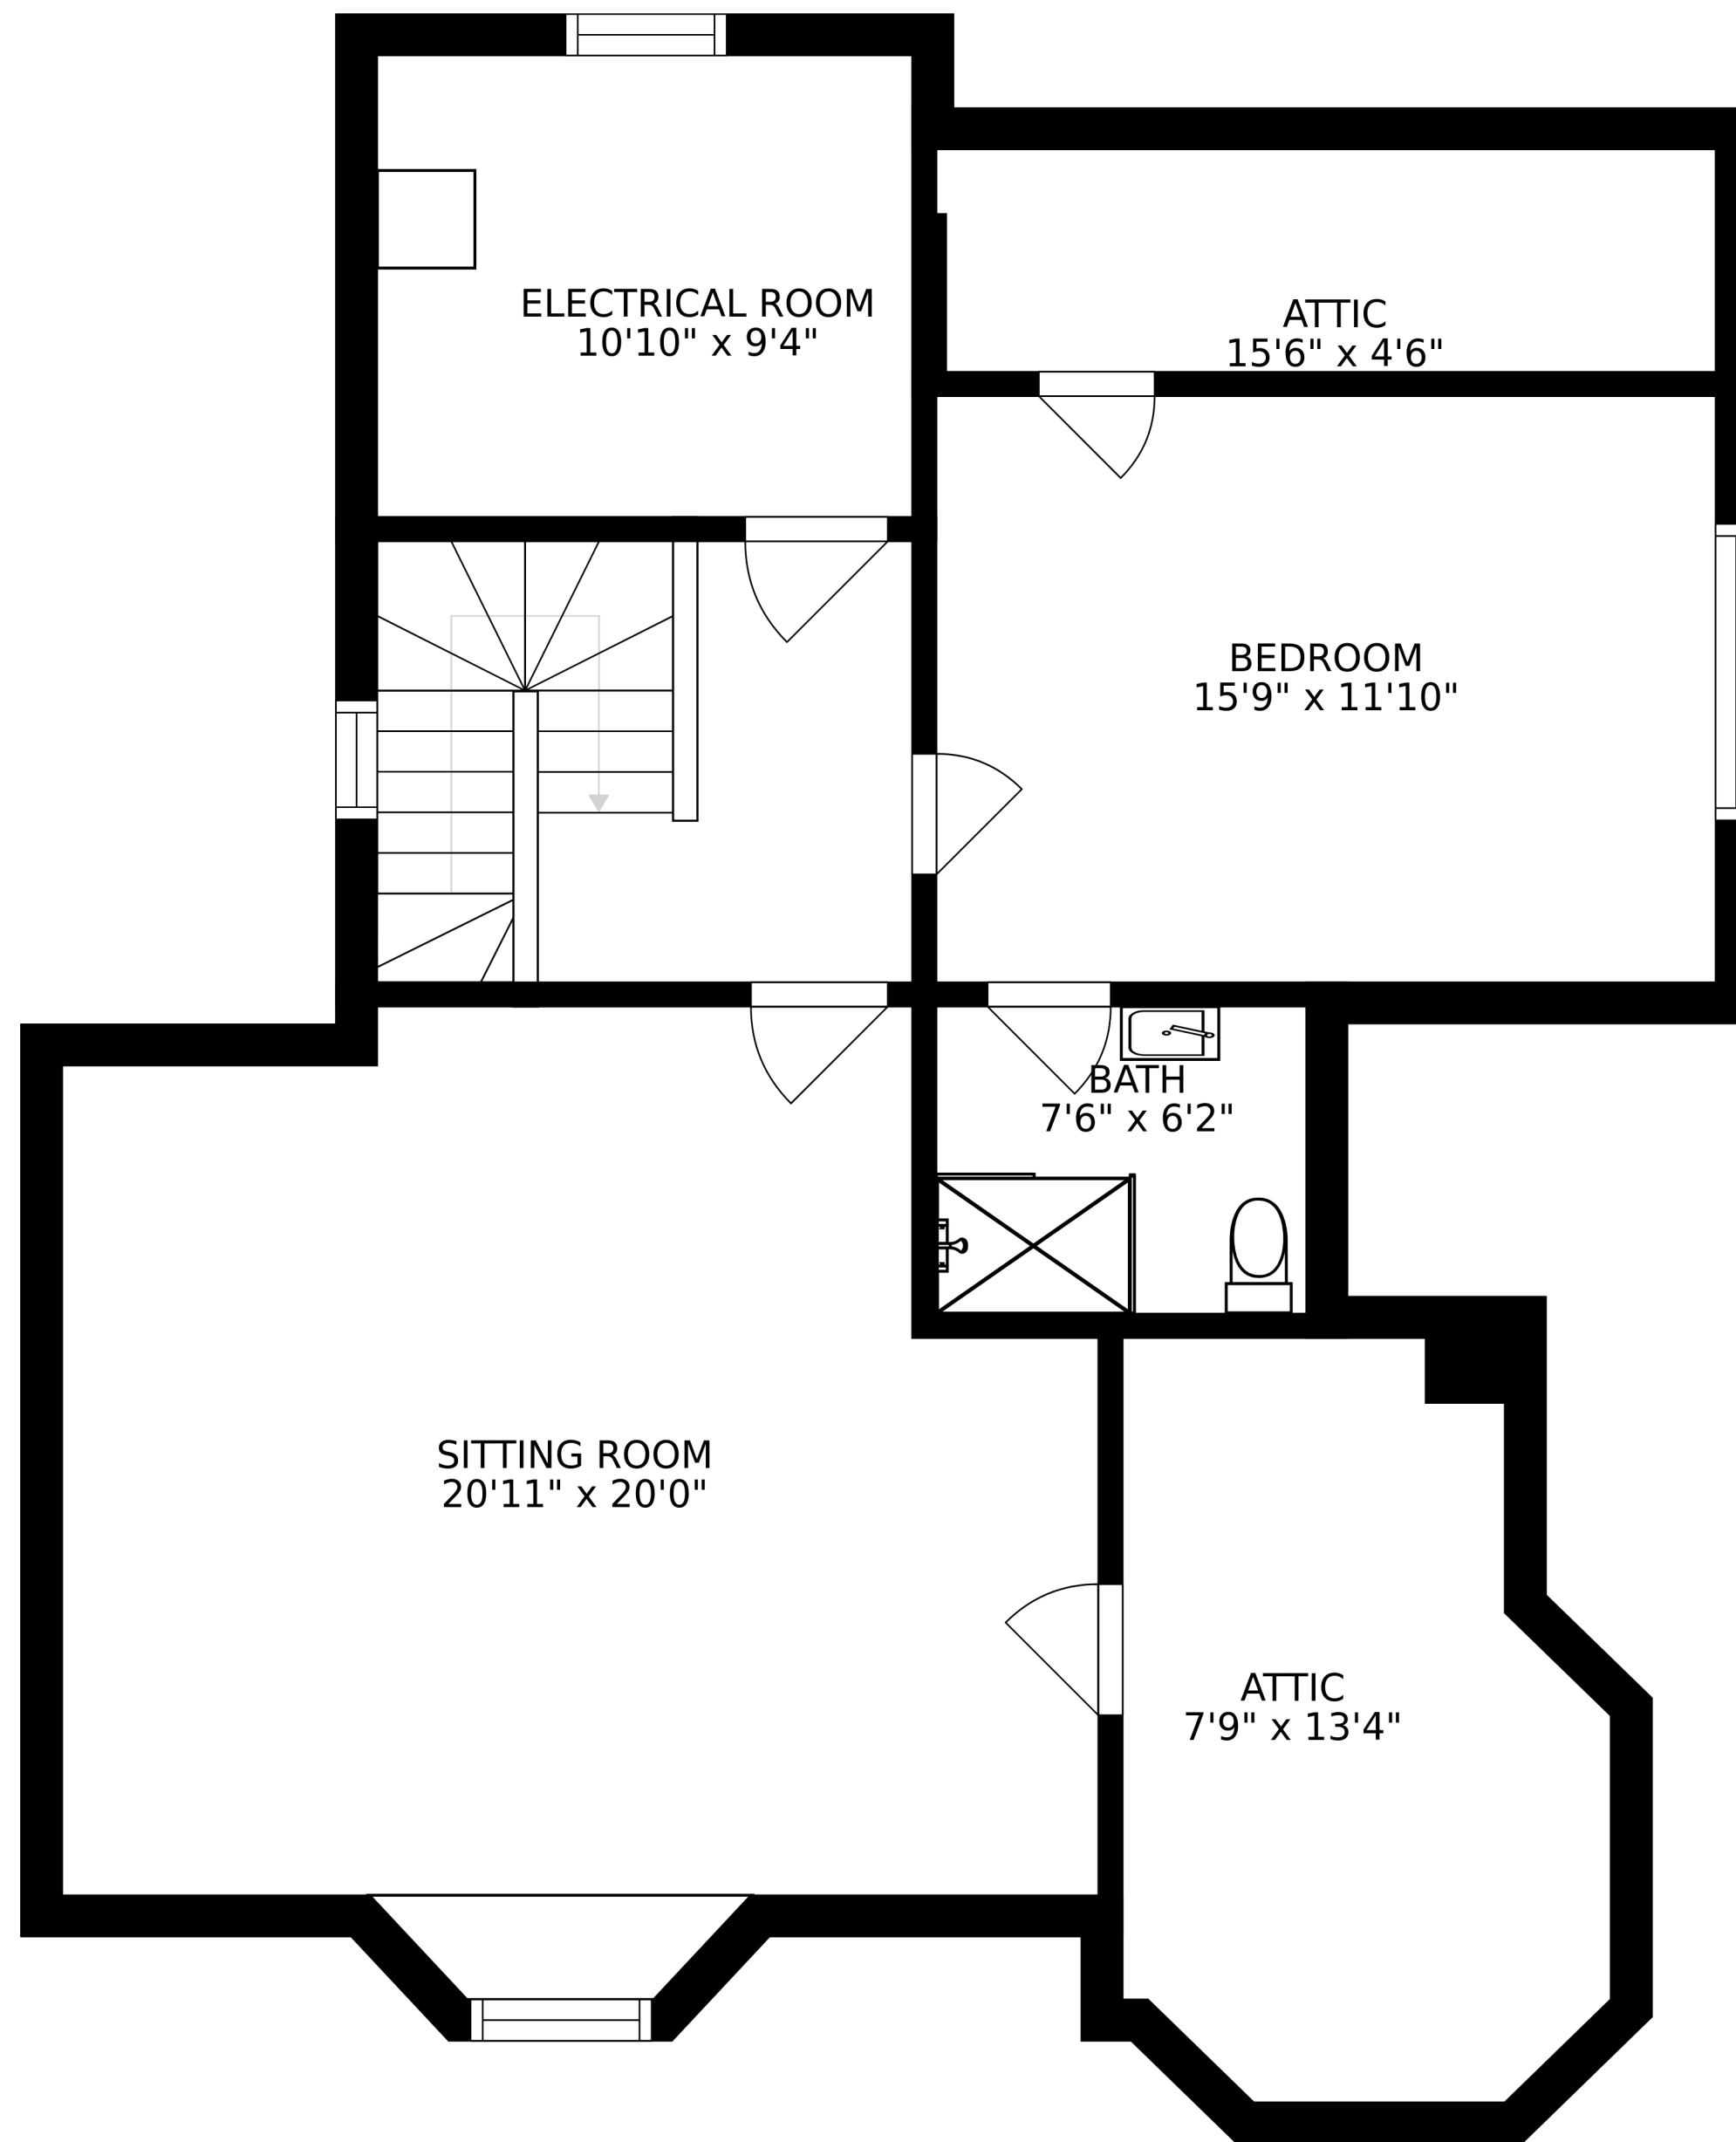 ELECTRICAL ROOM
10'10" x 9'4"
ATTIC
15'6" x 4'6"
BEDROOM
15'9" x 11'10"
BATH
7'6" x 6'2"
SITTING ROOM
20'11" x 20'0"
ATTIC
7'9" x 13'4"